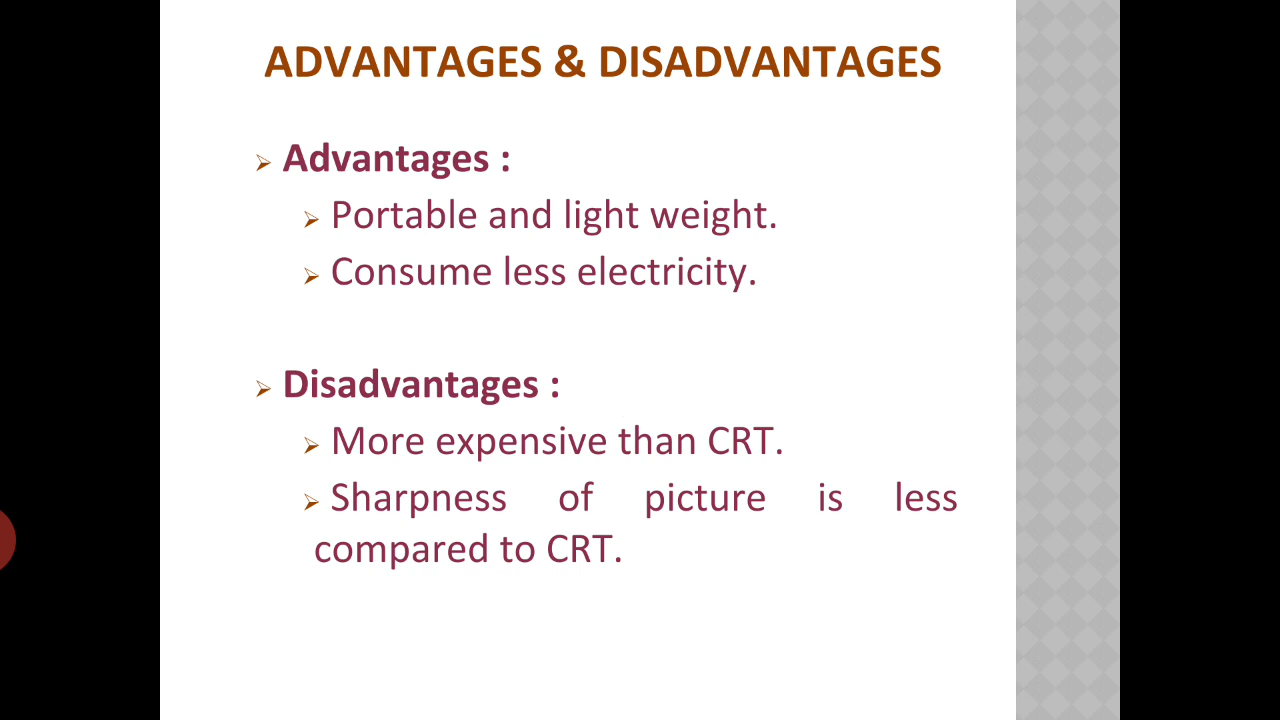 ADVANTAGES & DISADVANTAGES
Advantages :
Portable and light weight.
Consume less electricity.
Disadvantages :
More expensive than CRT.
Sharpness of picture is less
compared to CRT.